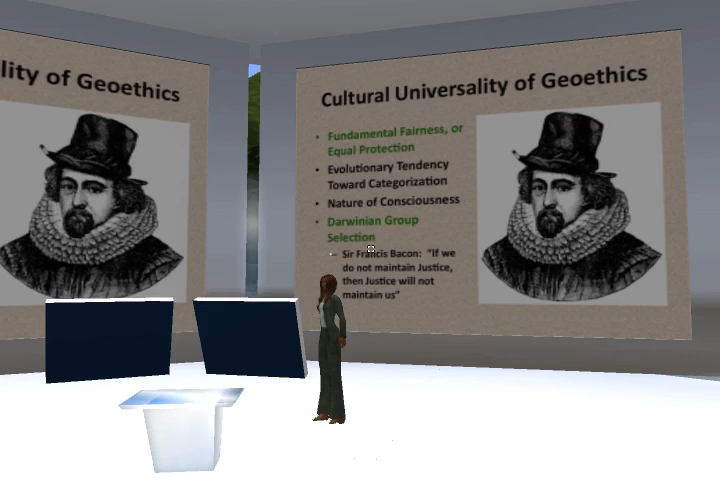 lity of Geoethics
Cultural Universality of Geoethics
• Fundamental Fairness, or
Equal Protection
• Evolutionary Tendency
Toward Categorization
• Nature of Consciousness
• Darwinian Group
Selection
– Sir Francis Bacon: "If we
do not maintain Justice,
then Justice will not
maintain us"